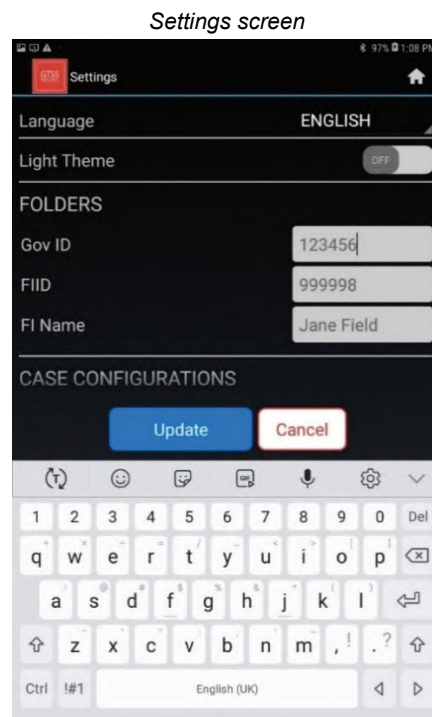 Settings screen
97% 1:08 PM
GTSS Settings
Language ENGLISH
Light Theme OFF
FOLDERS
Gov ID 123456
FIID 999998
FI Name Jane Field
CASE CONFIGURATIONS
Update Cancel
T GIF
1 2 3 4 5 6 7 8 9 0 Del
q w e r t y u i o p
a s d f g h j k l
z x c v b n m , ! . ?
Ctrl !#1 English (UK)